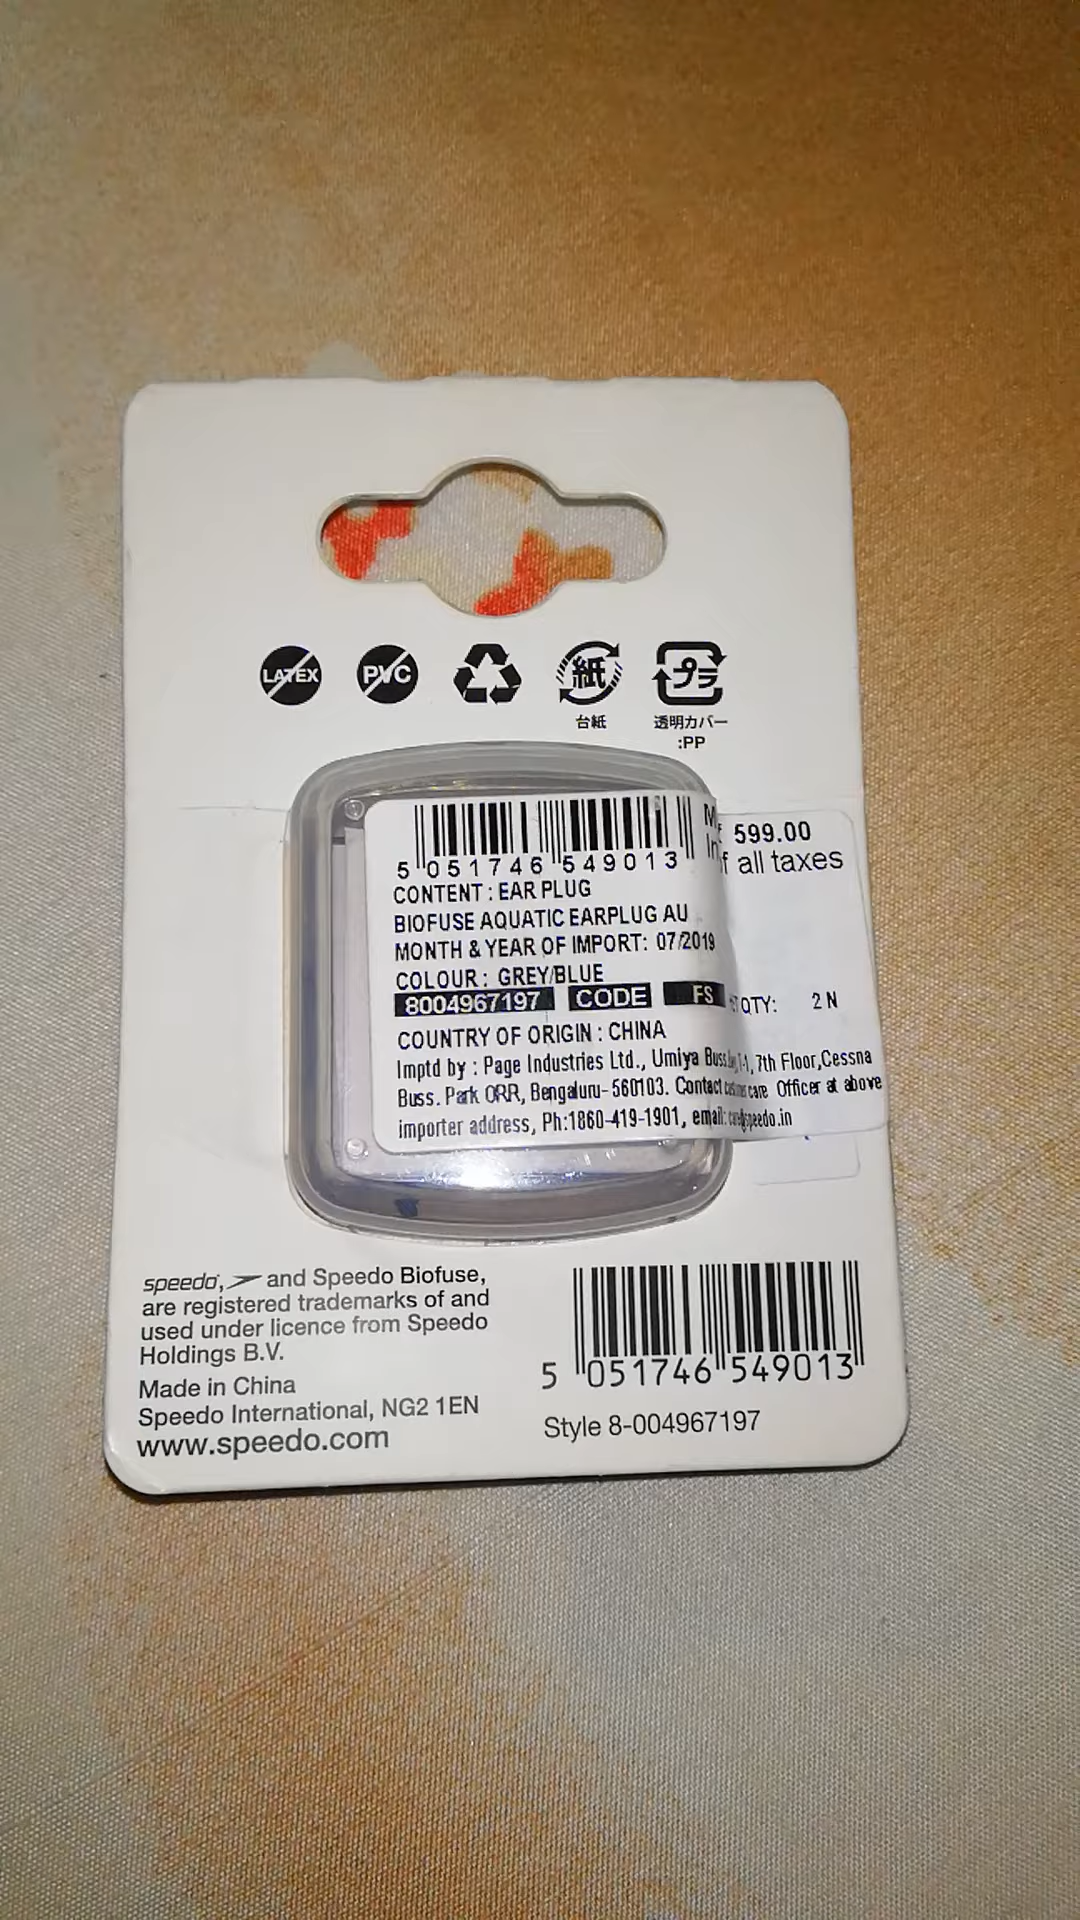 LATEX
PVC
紙
プラ
台紙
透明カバー
:PP
599.00
all taxes
5 051746 549013
CONTENT : EAR PLUG
BIOFUSE AQUATIC EARPLUG AU
MONTH & YEAR OF IMPORT: 07/2019
COLOUR : GREY/BLUE
8004967197 CODE FS
QTY: 2 N
COUNTRY OF ORIGIN : CHINA
Imptd by : Page Industries Ltd., Umiya Buss. 7th Floor,Cessna
Buss. Park ORR, Bengaluru-560103. Contact care Officer at above
importer address, Ph:1860-419-1901, email:
speedo, and Speedo Biofuse,
are registered trademarks of and
used under licence from Speedo
Holdings B.V.
Made in China
Speedo International, NG2 1EN
www.speedo.com
5 051746 549013
Style 8-004967197